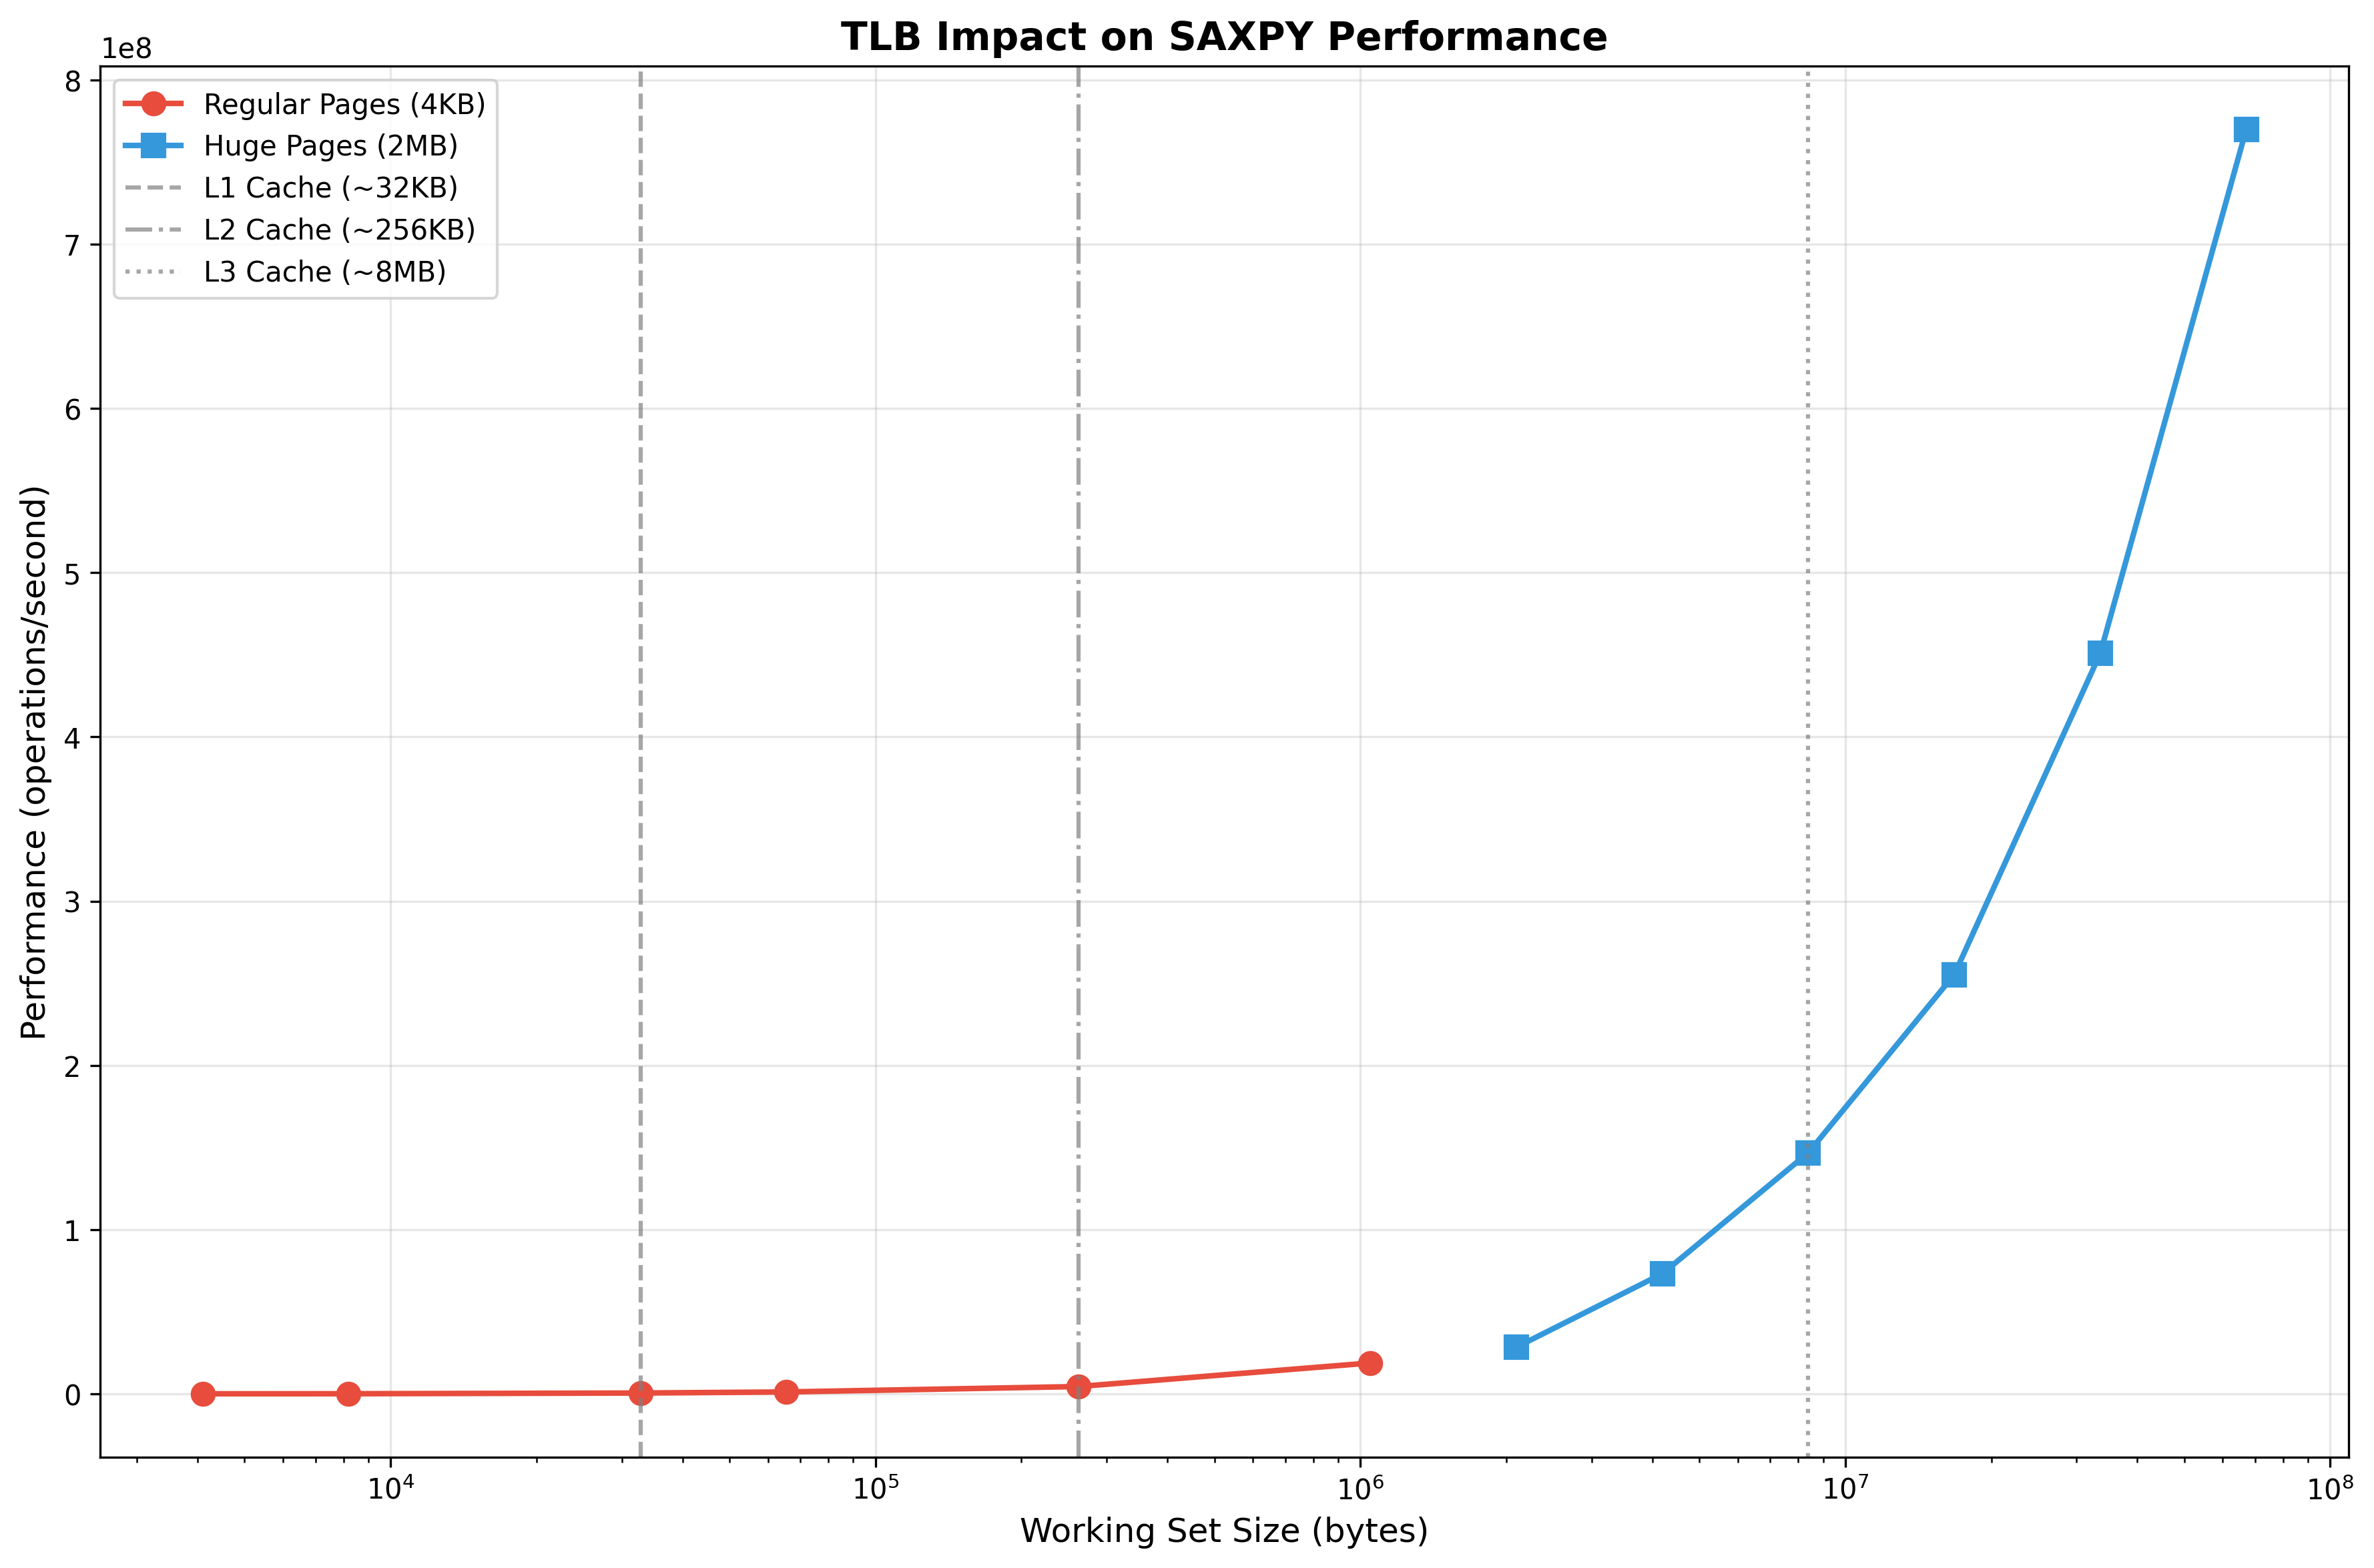 TLB Impact on SAXPY Performance
1e8
8
7
6
5
4
3
2
1
0
Performance (operations/second)
Regular Pages (4KB)
Huge Pages (2MB)
L1 Cache (~32KB)
L2 Cache (~256KB)
L3 Cache (~8MB)
10⁴ 10⁵ 10⁶ 10⁷ 10⁸
Working Set Size (bytes)